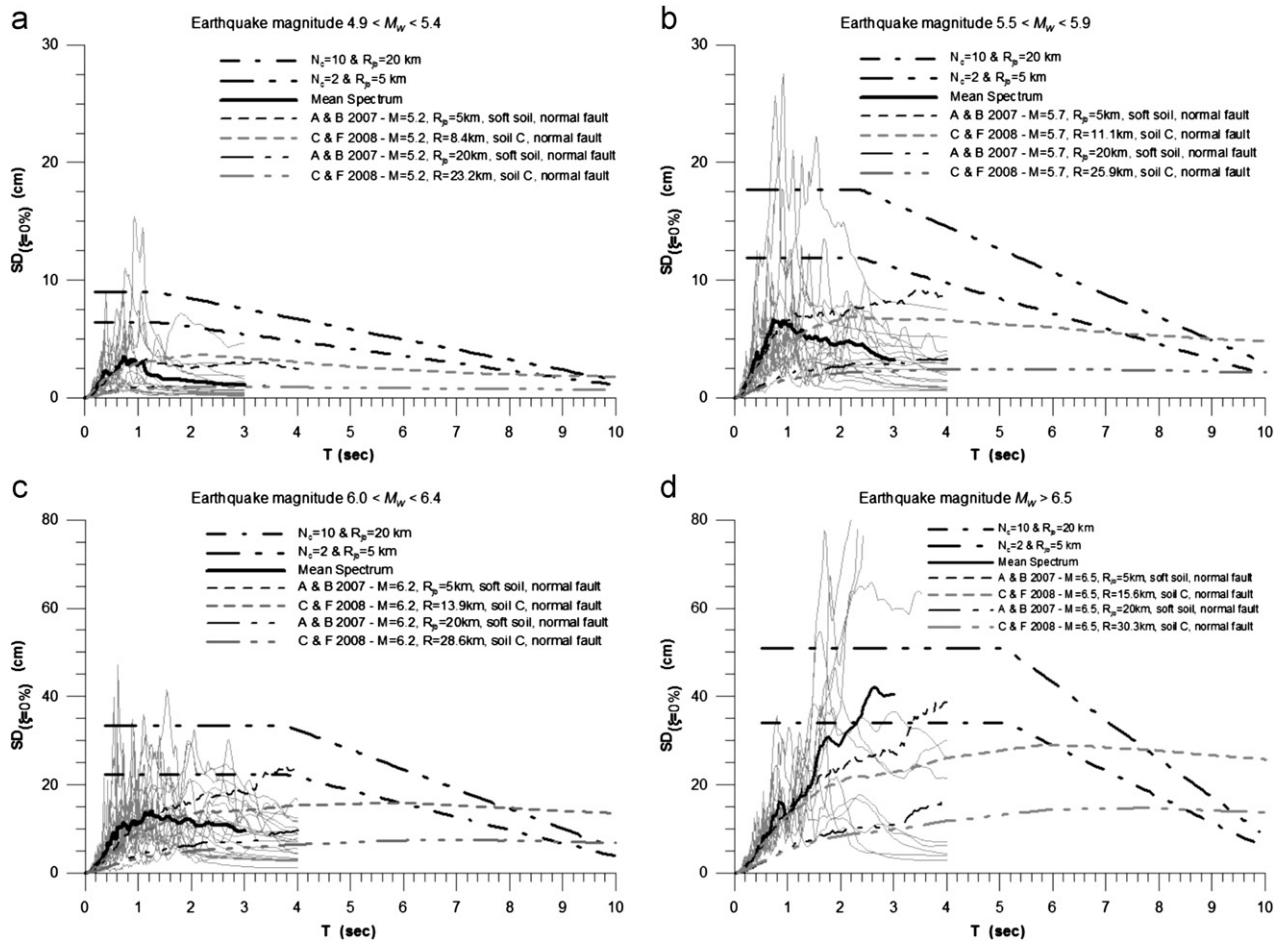 a
Earthquake magnitude 4.9 < Mw < 5.4
30
20
10
0
SD(ξ=0%) (cm)
Nc=10 & Rjb=20 km
Nc=2 & Rjb=5 km
Mean Spectrum
A & B 2007 - M=5.2, Rjb=5km, soft soil, normal fault
C & F 2008 - M=5.2, R=8.4km, soil C, normal fault
A & B 2007 - M=5.2, Rjb=20km, soft soil, normal fault
C & F 2008 - M=5.2, R=23.2km, soil C, normal fault
0 1 2 3 4 5 6 7 8 9 10
T (sec)
b
Earthquake magnitude 5.5 < Mw < 5.9
30
20
10
0
SD(ξ=0%) (cm)
Nc=10 & Rjb=20 km
Nc=2 & Rjb=5 km
Mean Spectrum
A & B 2007 - M=5.7, Rjb=5km, soft soil, normal fault
C & F 2008 - M=5.7, R=11.1km, soil C, normal fault
A & B 2007 - M=5.7, Rjb=20km, soft soil, normal fault
C & F 2008 - M=5.7, R=25.9km, soil C, normal fault
0 1 2 3 4 5 6 7 8 9 10
T (sec)
c
Earthquake magnitude 6.0 < Mw < 6.4
80
60
40
20
0
SD(ξ=0%) (cm)
Nc=10 & Rjb=20 km
Nc=2 & Rjb=5 km
Mean Spectrum
A & B 2007 - M=6.2, Rjb=5km, soft soil, normal fault
C & F 2008 - M=6.2, R=13.9km, soil C, normal fault
A & B 2007 - M=6.2, Rjb=20km, soft soil, normal fault
C & F 2008 - M=6.2, R=28.6km, soil C, normal fault
0 1 2 3 4 5 6 7 8 9 10
T (sec)
d
Earthquake magnitude Mw > 6.5
80
60
40
20
0
SD(ξ=0%) (cm)
Nc=10 & Rjb=20 km
Nc=2 & Rjb=5 km
Mean Spectrum
A & B 2007 - M=6.5, Rjb=5km, soft soil, normal fault
C & F 2008 - M=6.5, R=15.6km, soil C, normal fault
A & B 2007 - M=6.5, Rjb=20km, soft soil, normal fault
C & F 2008 - M=6.5, R=30.3km, soil C, normal fault
0 1 2 3 4 5 6 7 8 9 10
T (sec)